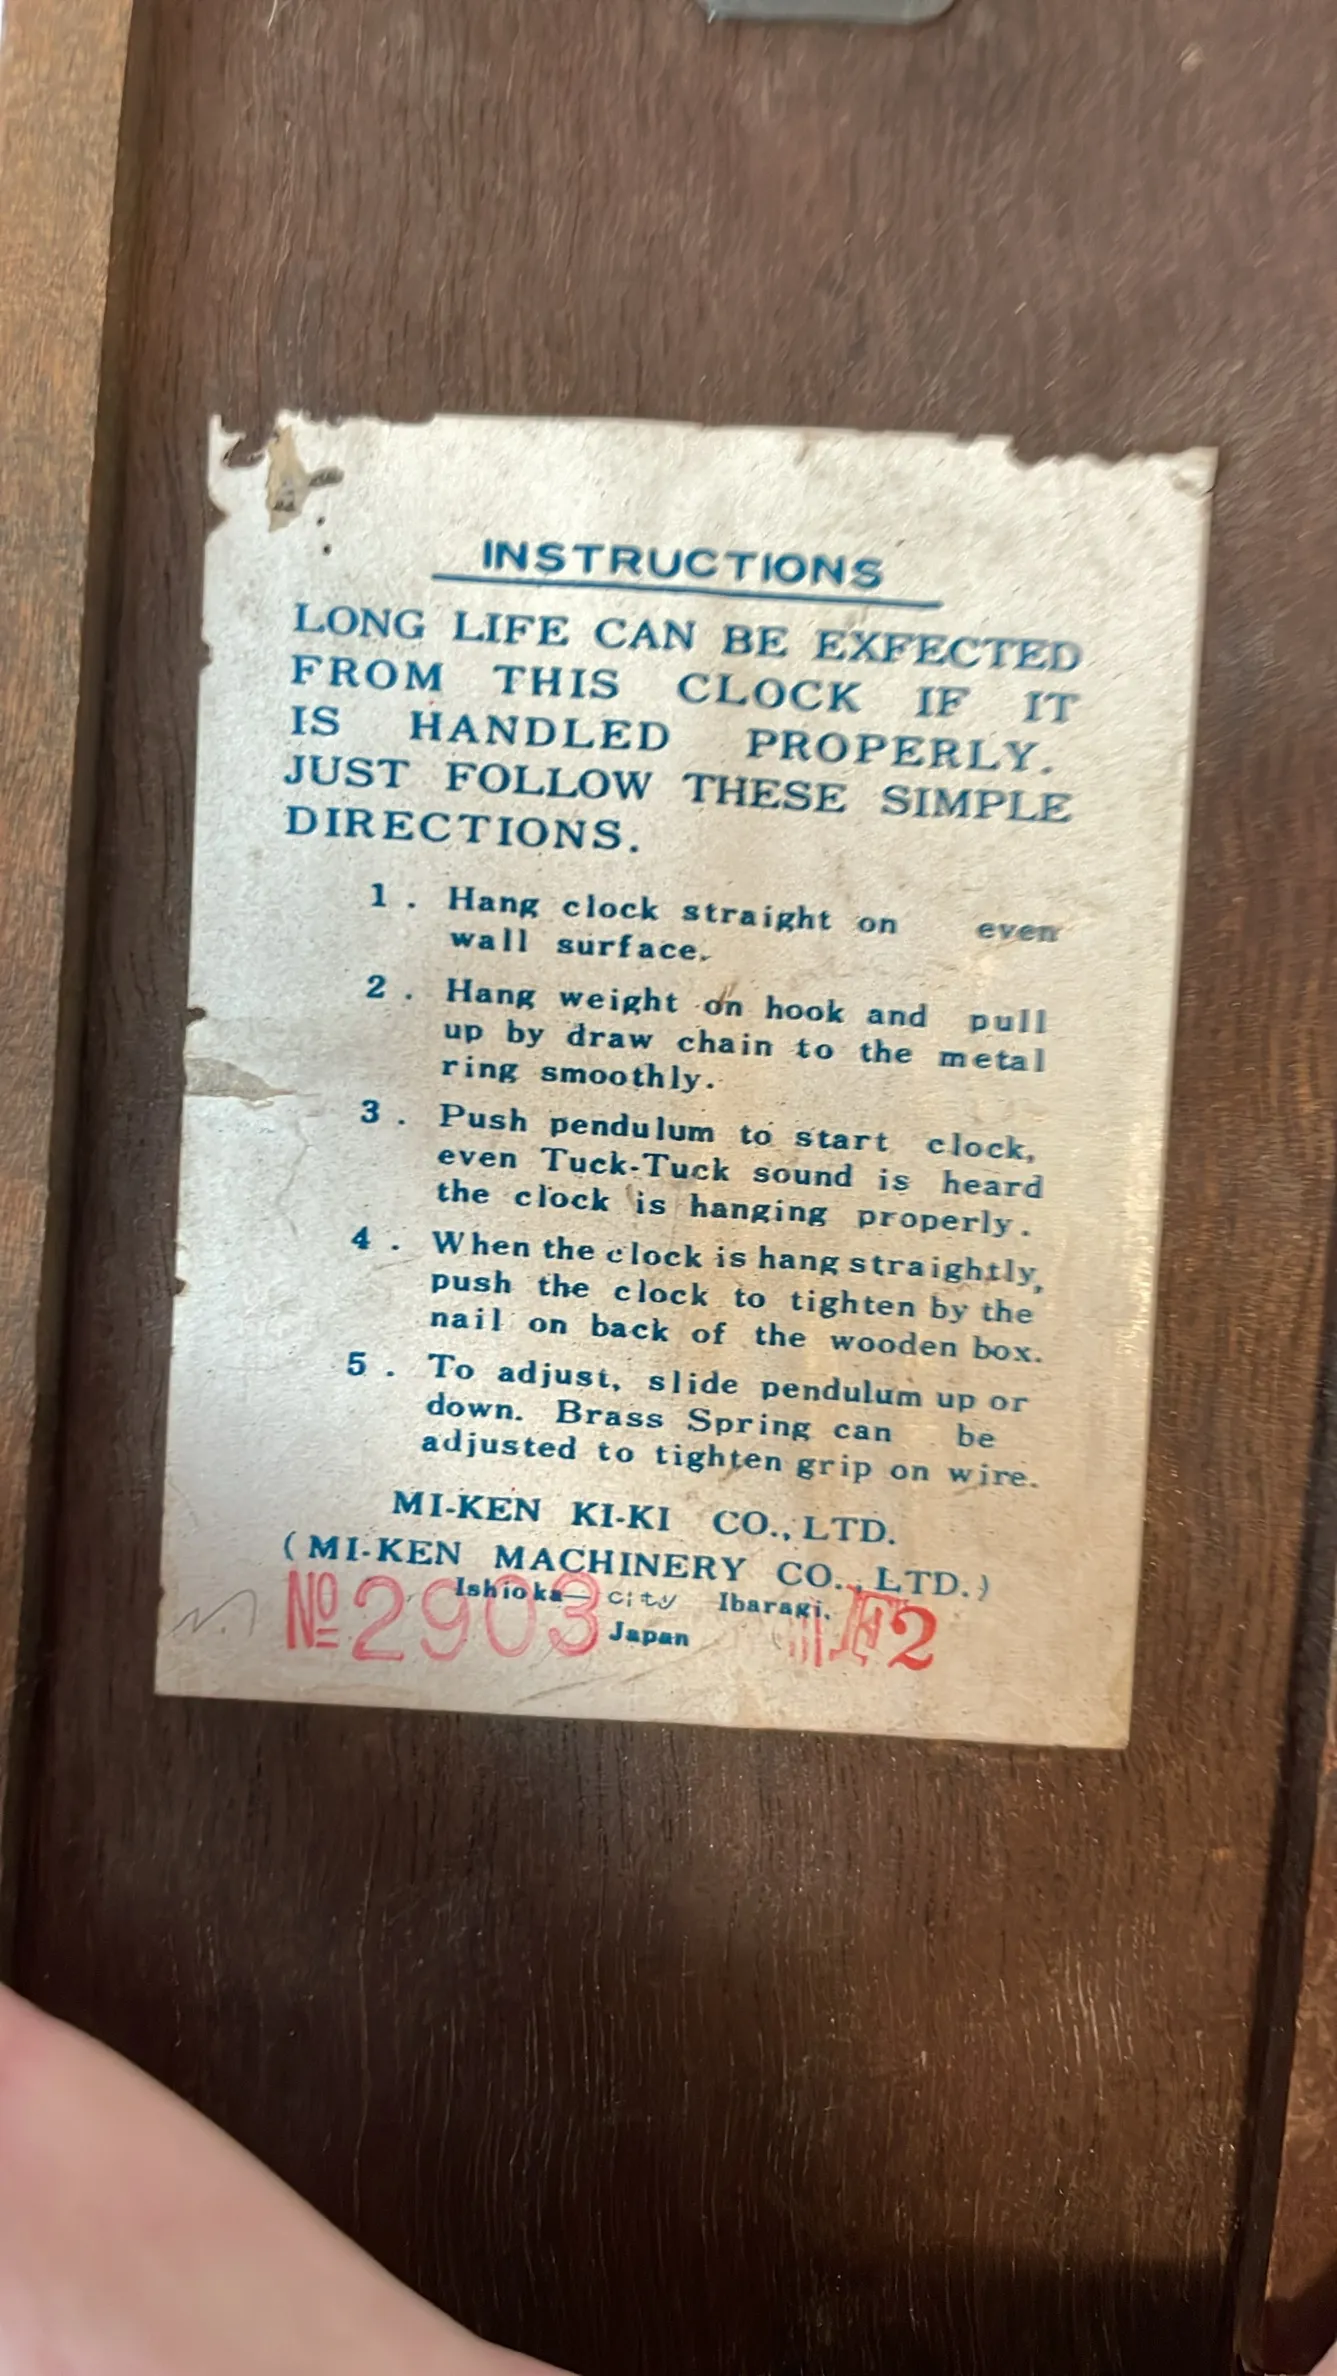 INSTRUCTIONS
LONG LIFE CAN BE EXFECTED
FROM THIS CLOCK IF IT
IS HANDLED PROPERLY.
JUST FOLLOW THESE SIMPLE
DIRECTIONS.
1. Hang clock straight on even
wall surface.
2. Hang weight on hook and pull
up by draw chain to the metal
ring smoothly.
3. Push pendulum to start clock,
even Tuck-Tuck sound is heard
the clock is hanging properly.
4. When the clock is hang straightly,
push the clock to tighten by the
nail on back of the wooden box.
5. To adjust, slide pendulum up or
down. Brass Spring can be
adjusted to tighten grip on wire.
MI-KEN KI-KI CO., LTD.
(MI-KEN MACHINERY CO., LTD.)
Ishioka- city Ibaragi,
Japan
No 2903 F2